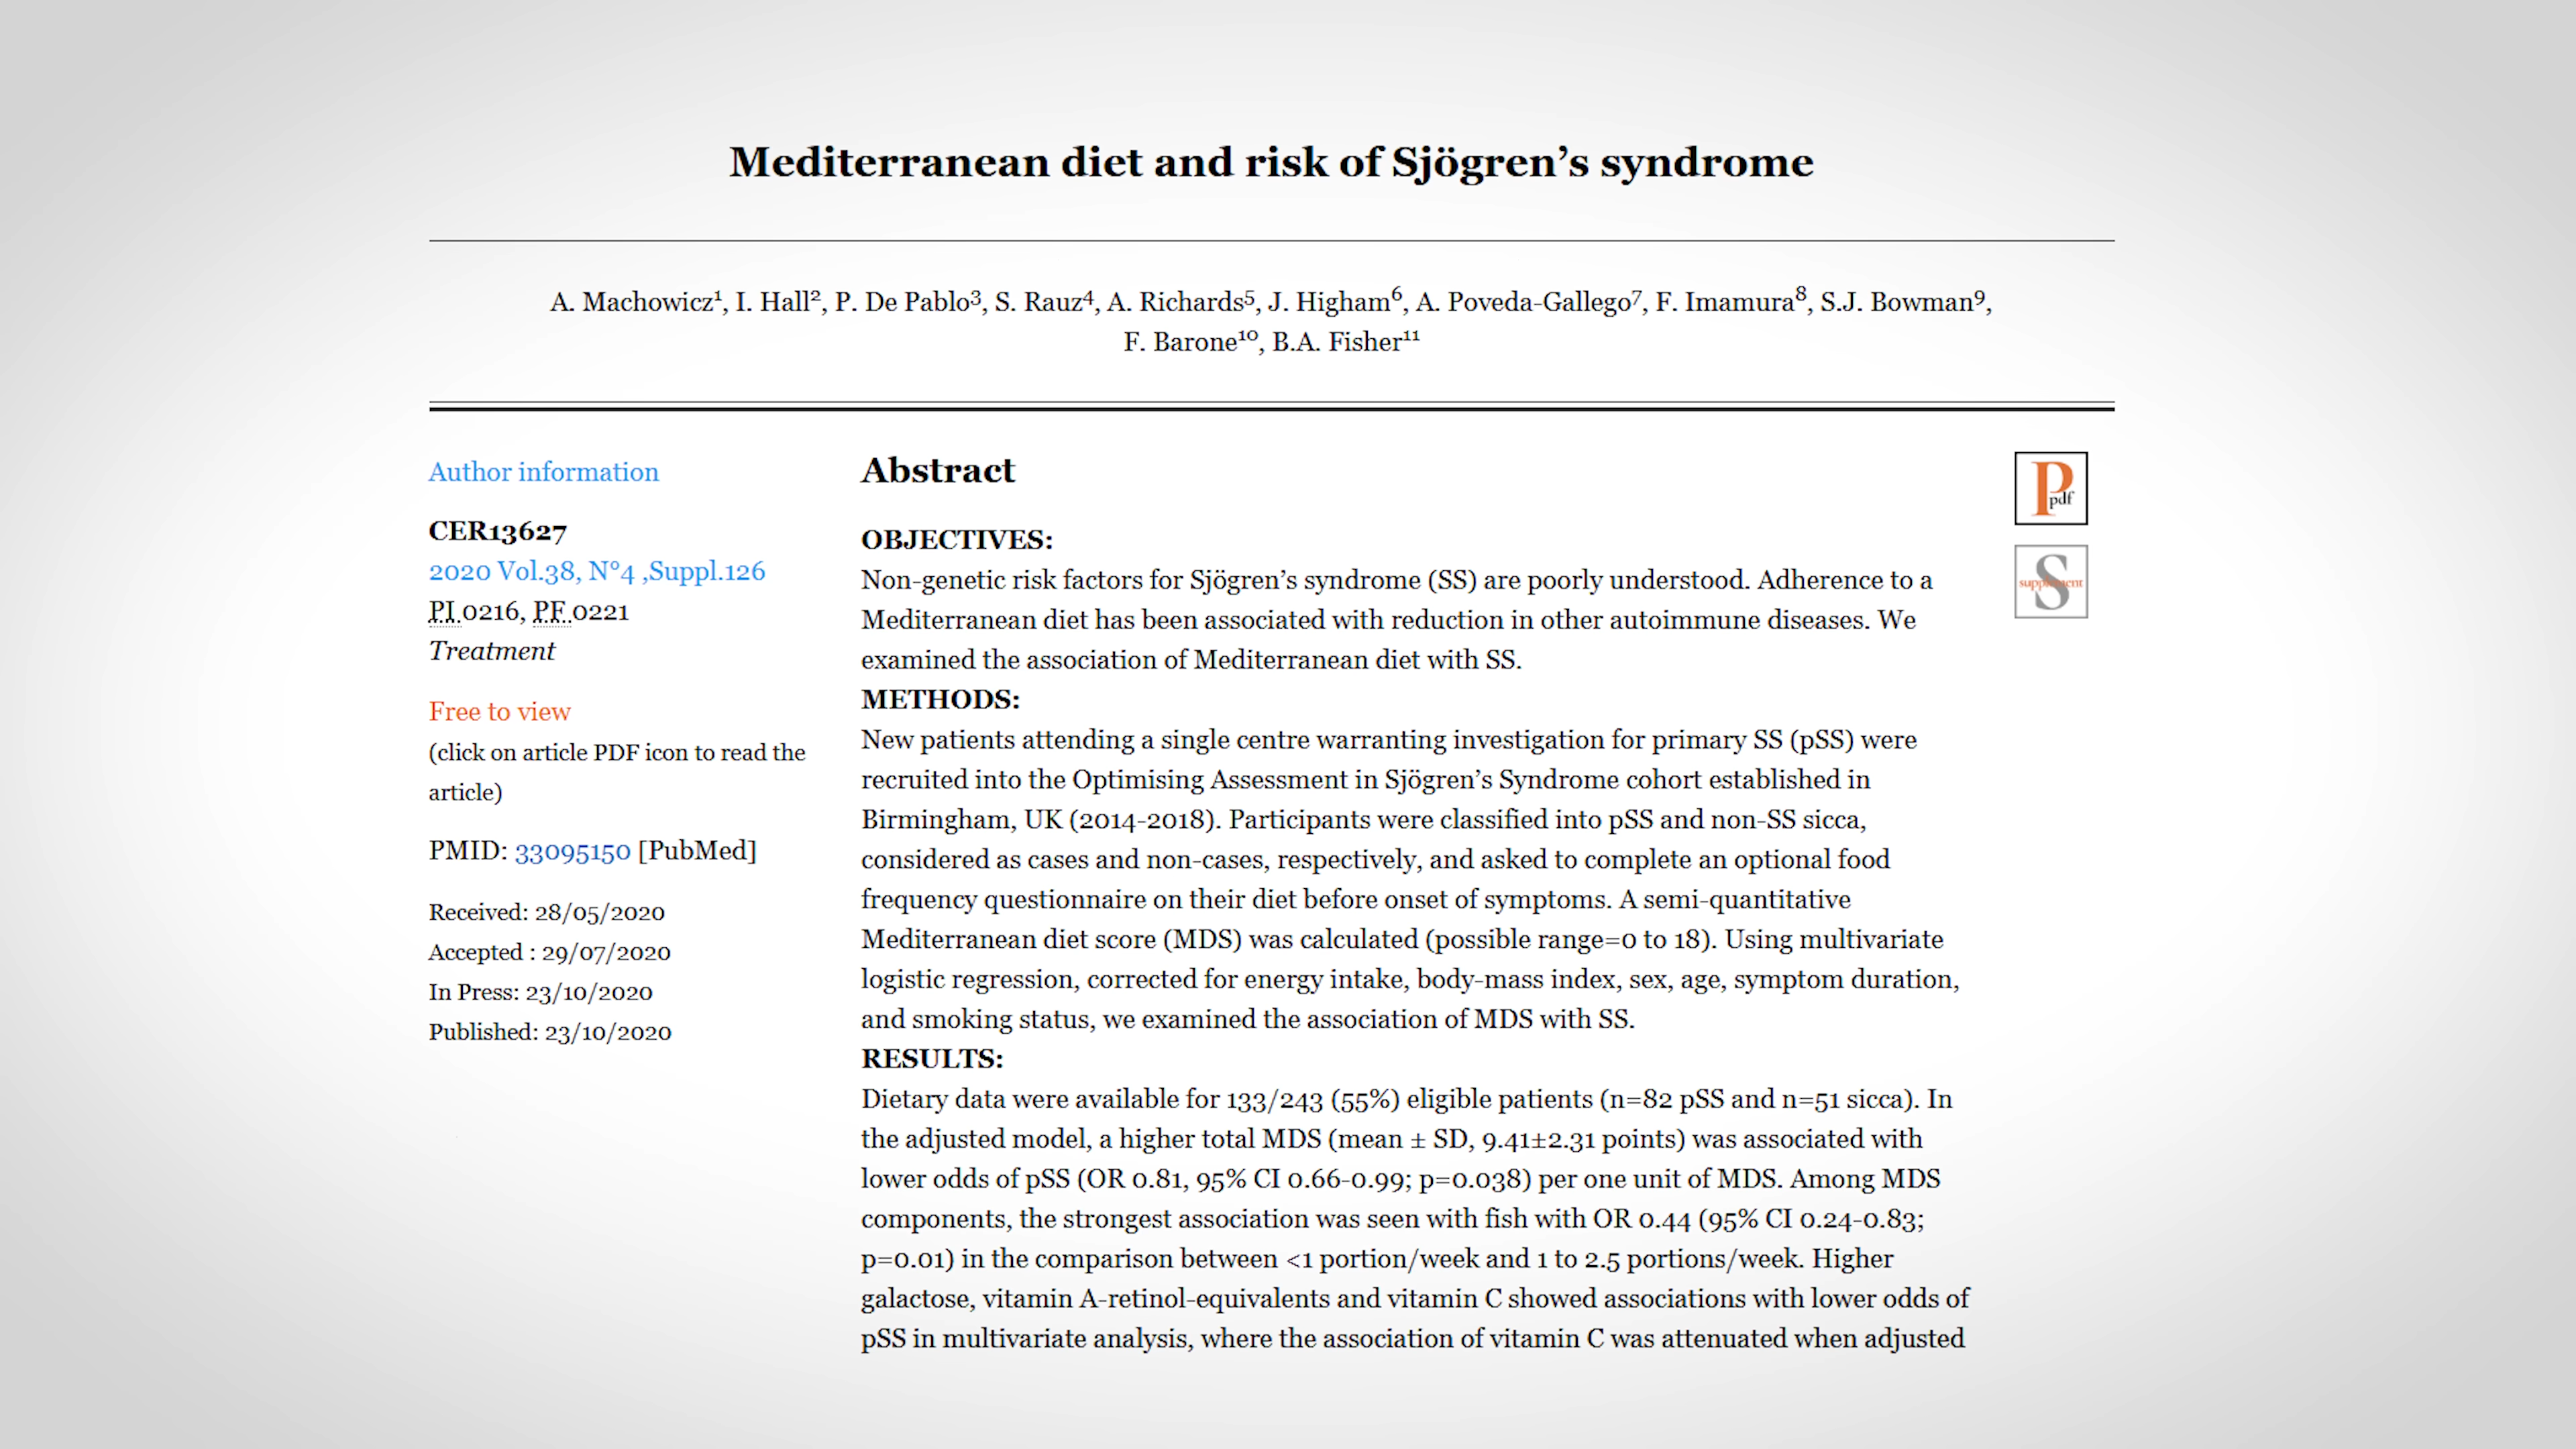 Mediterranean diet and risk of Sjögren’s syndrome
A. Machowicz¹, I. Hall², P. De Pablo³, S. Rauz⁴, A. Richards⁵, J. Higham⁶, A. Poveda-Gallego⁷, F. Imamura⁸, S.J. Bowman⁹,
F. Barone¹⁰, B.A. Fisher¹¹
Author information
CER13627
2020 Vol.38, N°4 ,Suppl.126
PI 0216, PF 0221
Treatment
Free to view
(click on article PDF icon to read the
article)
PMID: 33095150 [PubMed]
Received: 28/05/2020
Accepted : 29/07/2020
In Press: 23/10/2020
Published: 23/10/2020
Abstract
OBJECTIVES:
Non-genetic risk factors for Sjögren’s syndrome (SS) are poorly understood. Adherence to a
Mediterranean diet has been associated with reduction in other autoimmune diseases. We
examined the association of Mediterranean diet with SS.
METHODS:
New patients attending a single centre warranting investigation for primary SS (pSS) were
recruited into the Optimising Assessment in Sjögren’s Syndrome cohort established in
Birmingham, UK (2014-2018). Participants were classified into pSS and non-SS sicca,
considered as cases and non-cases, respectively, and asked to complete an optional food
frequency questionnaire on their diet before onset of symptoms. A semi-quantitative
Mediterranean diet score (MDS) was calculated (possible range=0 to 18). Using multivariate
logistic regression, corrected for energy intake, body-mass index, sex, age, symptom duration,
and smoking status, we examined the association of MDS with SS.
RESULTS:
Dietary data were available for 133/243 (55%) eligible patients (n=82 pSS and n=51 sicca). In
the adjusted model, a higher total MDS (mean ± SD, 9.41±2.31 points) was associated with
lower odds of pSS (OR 0.81, 95% CI 0.66-0.99; p=0.038) per one unit of MDS. Among MDS
components, the strongest association was seen with fish with OR 0.44 (95% CI 0.24-0.83;
p=0.01) in the comparison between <1 portion/week and 1 to 2.5 portions/week. Higher
galactose, vitamin A-retinol-equivalents and vitamin C showed associations with lower odds of
pSS in multivariate analysis, where the association of vitamin C was attenuated when adjusted
P
pdf
S
supplement